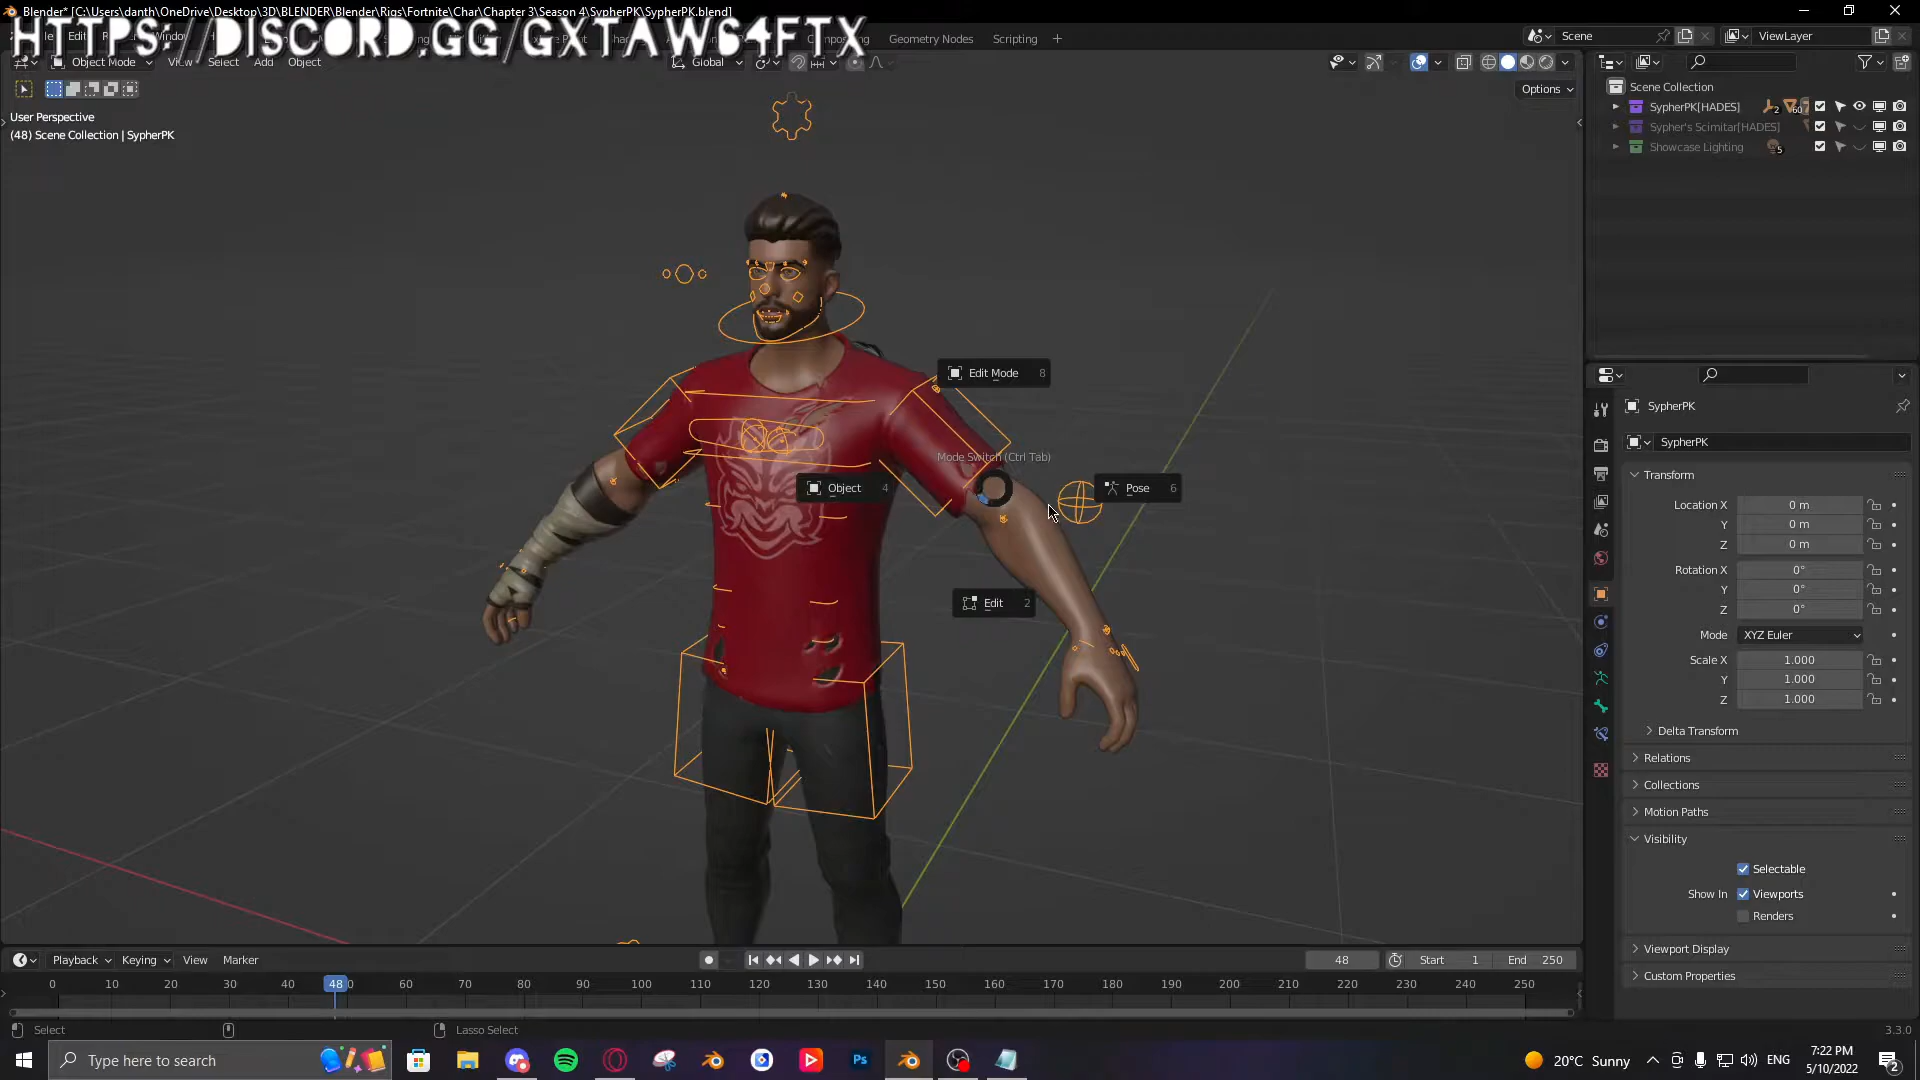 Blender* [C:\Users\danth\OneDrive\Desktop\3D\BLENDER\Blender\Rigs\Fortnite\Char\Chapter 3\Season 4\SypherPK\SypherPK.blend]
HTTPS://DISCORD.GG/GXTAW64FTX
Geometry Nodes Scripting +
Scene
ViewLayer
Object Mode View Select Add Object
Global
Options
User Perspective
(48) Scene Collection | SypherPK
Scene Collection
SypherPK[HADES] 2 60
Sypher's Scimitar[HADES]
Showcase Lighting 5
Edit Mode 8
Mode Switch (Ctrl Tab)
Object 4
Pose 6
Edit 2
SypherPK
SypherPK
Transform
Location X 0 m
Y 0 m
Z 0 m
Rotation X 0°
Y 0°
Z 0°
Mode XYZ Euler
Scale X 1.000
Y 1.000
Z 1.000
Delta Transform
Relations
Collections
Motion Paths
Visibility
Selectable
Show In Viewports
Renders
Viewport Display
Custom Properties
Playback Keying View Marker
48 Start 1 End 250
0 10 20 30 40 48 0 60 70 80 90 100 110 120 130 140 150 160 170 180 190 200 210 220 230 240 250
Select
Lasso Select
3.3.0
Type here to search
Ps
20°C Sunny
ENG
7:22 PM
5/10/2022
2